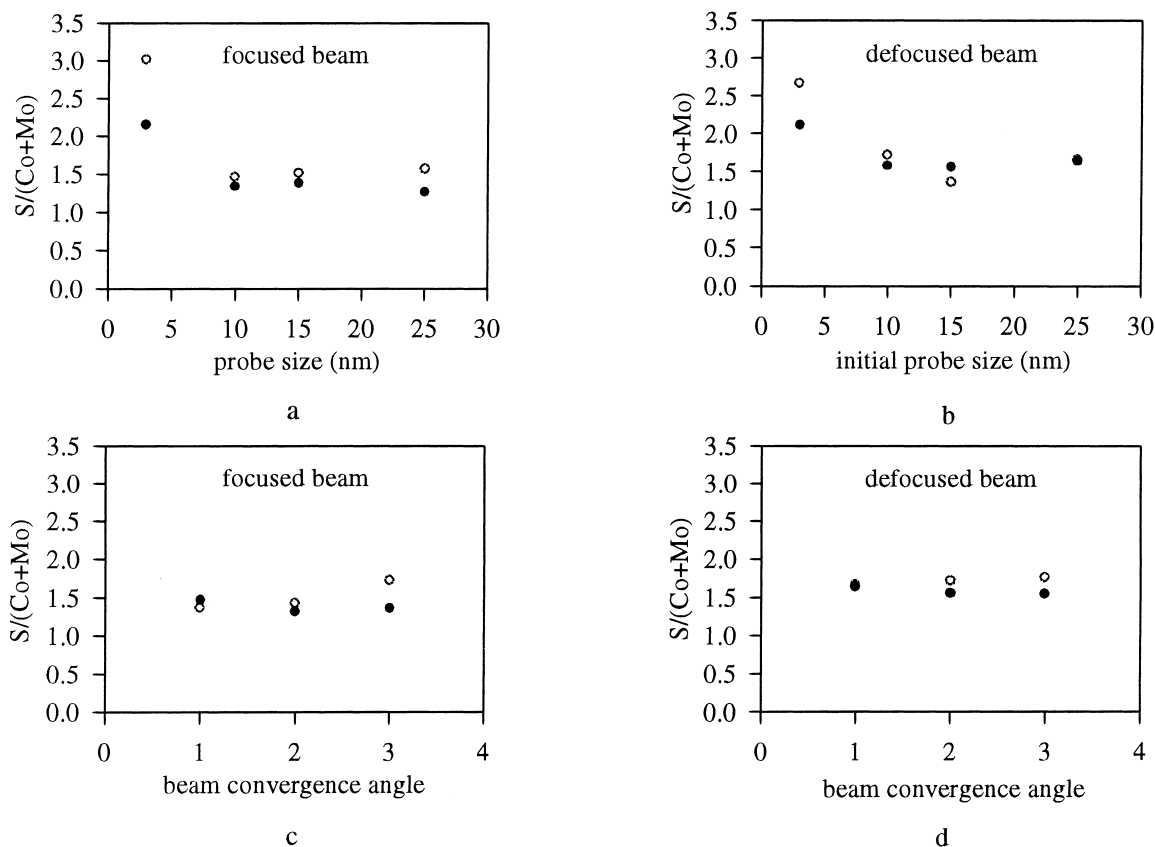 3.5
3.0
2.5
2.0
1.5
1.0
0.5
0.0
S/(Co+Mo)
focused beam
0 5 10 15 20 25 30
probe size (nm)
a
3.5
3.0
2.5
2.0
1.5
1.0
0.5
0.0
S/(Co+Mo)
defocused beam
0 5 10 15 20 25 30
initial probe size (nm)
b
3.5
3.0
2.5
2.0
1.5
1.0
0.5
0.0
S/(Co+Mo)
focused beam
0 1 2 3 4
beam convergence angle
c
3.5
3.0
2.5
2.0
1.5
1.0
0.5
0.0
S/(Co+Mo)
defocused beam
0 1 2 3 4
beam convergence angle
d